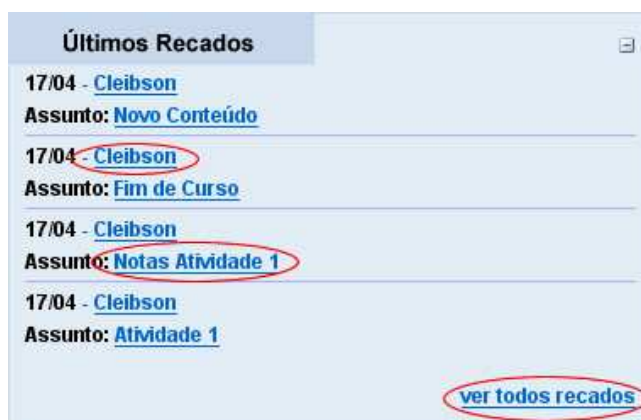 Últimos Recados
17/04 - Cleibson
Assunto: Novo Conteúdo
17/04 - Cleibson
Assunto: Fim de Curso
17/04 - Cleibson
Assunto: Notas Atividade 1
17/04 - Cleibson
Assunto: Atividade 1
ver todos recados